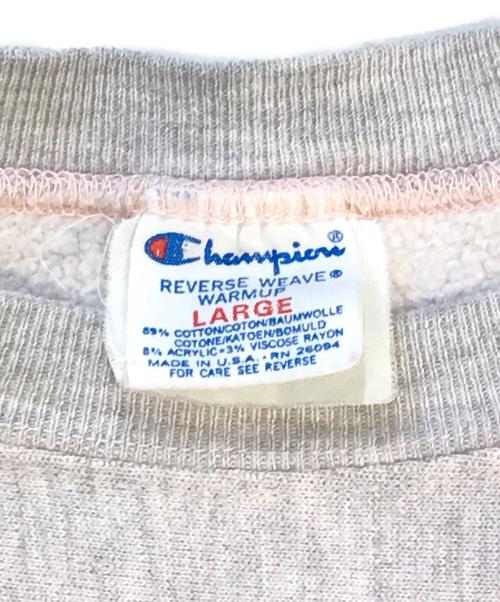 Champion®
REVERSE WEAVE®
WARMUP
LARGE
89% COTTON/COTON/BAUMWOLLE
COTONE/KATOEN/BOMULD
8% ACRYLIC-3% VISCOSE RAYON
MADE IN U.S.A. • RN 26094
FOR CARE SEE REVERSE